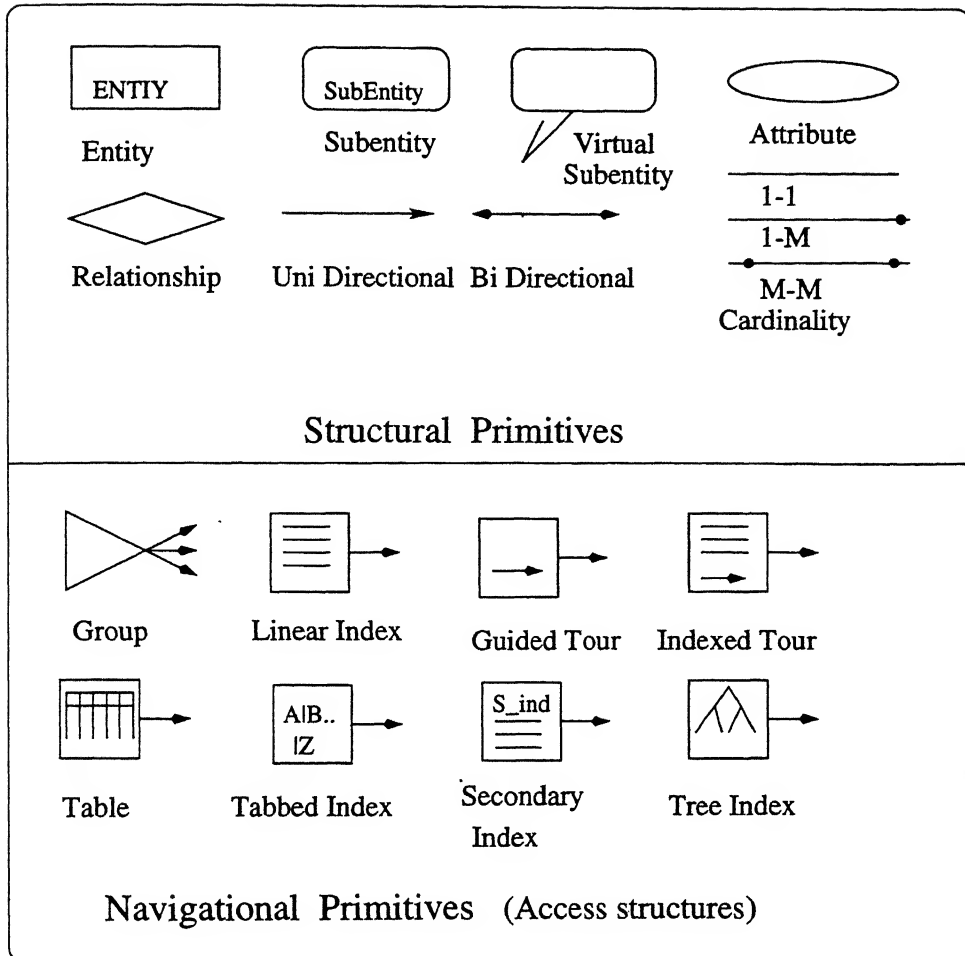 ENTIY
SubEntity
Entity
Subentity
Virtual
Subentity
Attribute
1-1
1-M
M-M
Cardinality
Relationship
Uni Directional
Bi Directional
Structural Primitives
Group
Linear Index
Guided Tour
Indexed Tour
A|B..
|Z
S_ind
Table
Tabbed Index
Secondary
Index
Tree Index
Navigational Primitives (Access structures)